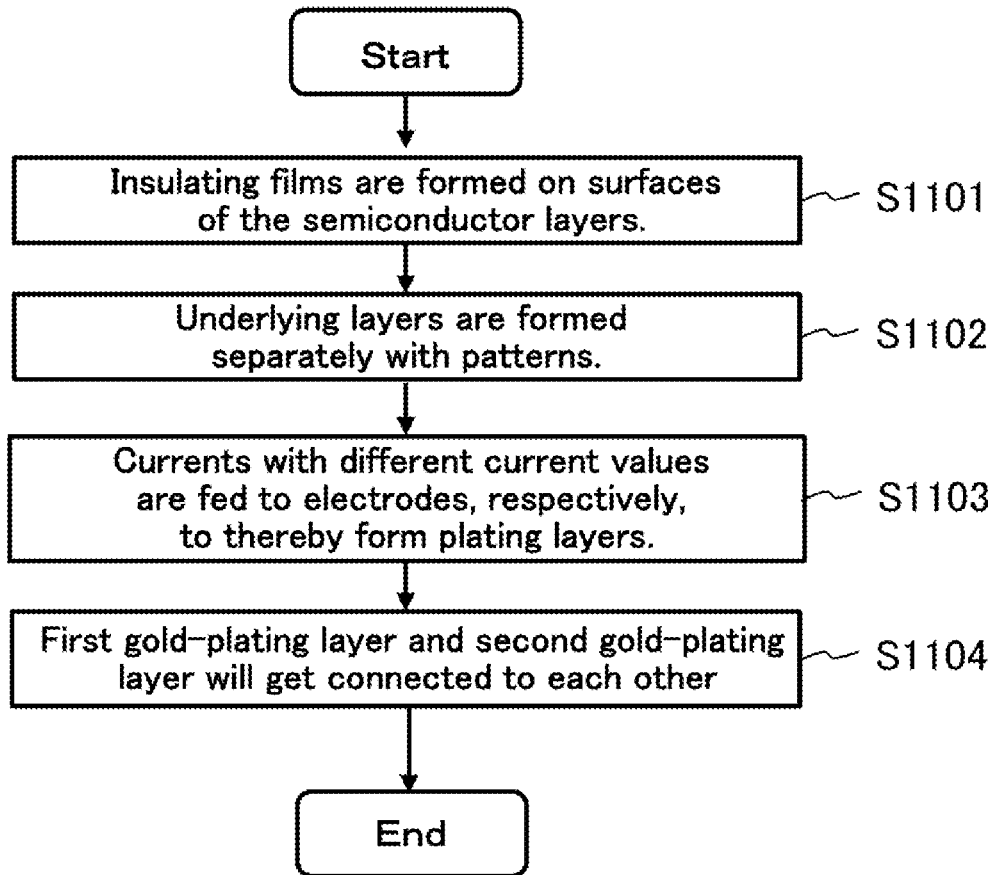 Start
Insulating films are formed on surfaces
of the semiconductor layers.
S1101
Underlying layers are formed
separately with patterns.
S1102
Currents with different current values
are fed to electrodes, respectively,
to thereby form plating layers.
S1103
First gold-plating layer and second gold-plating
layer will get connected to each other
S1104
End